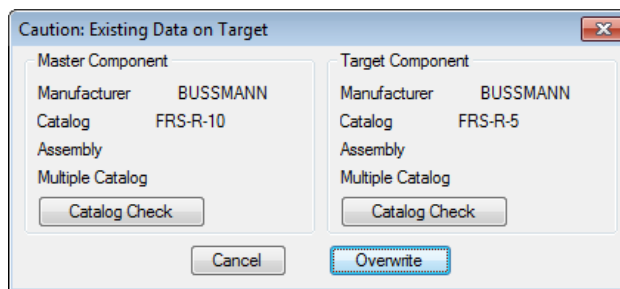 Caution: Existing Data on Target
Master Component
Manufacturer BUSSMANN
Catalog FRS-R-10
Assembly
Multiple Catalog
Catalog Check
Target Component
Manufacturer BUSSMANN
Catalog FRS-R-5
Assembly
Multiple Catalog
Catalog Check
Cancel
Overwrite